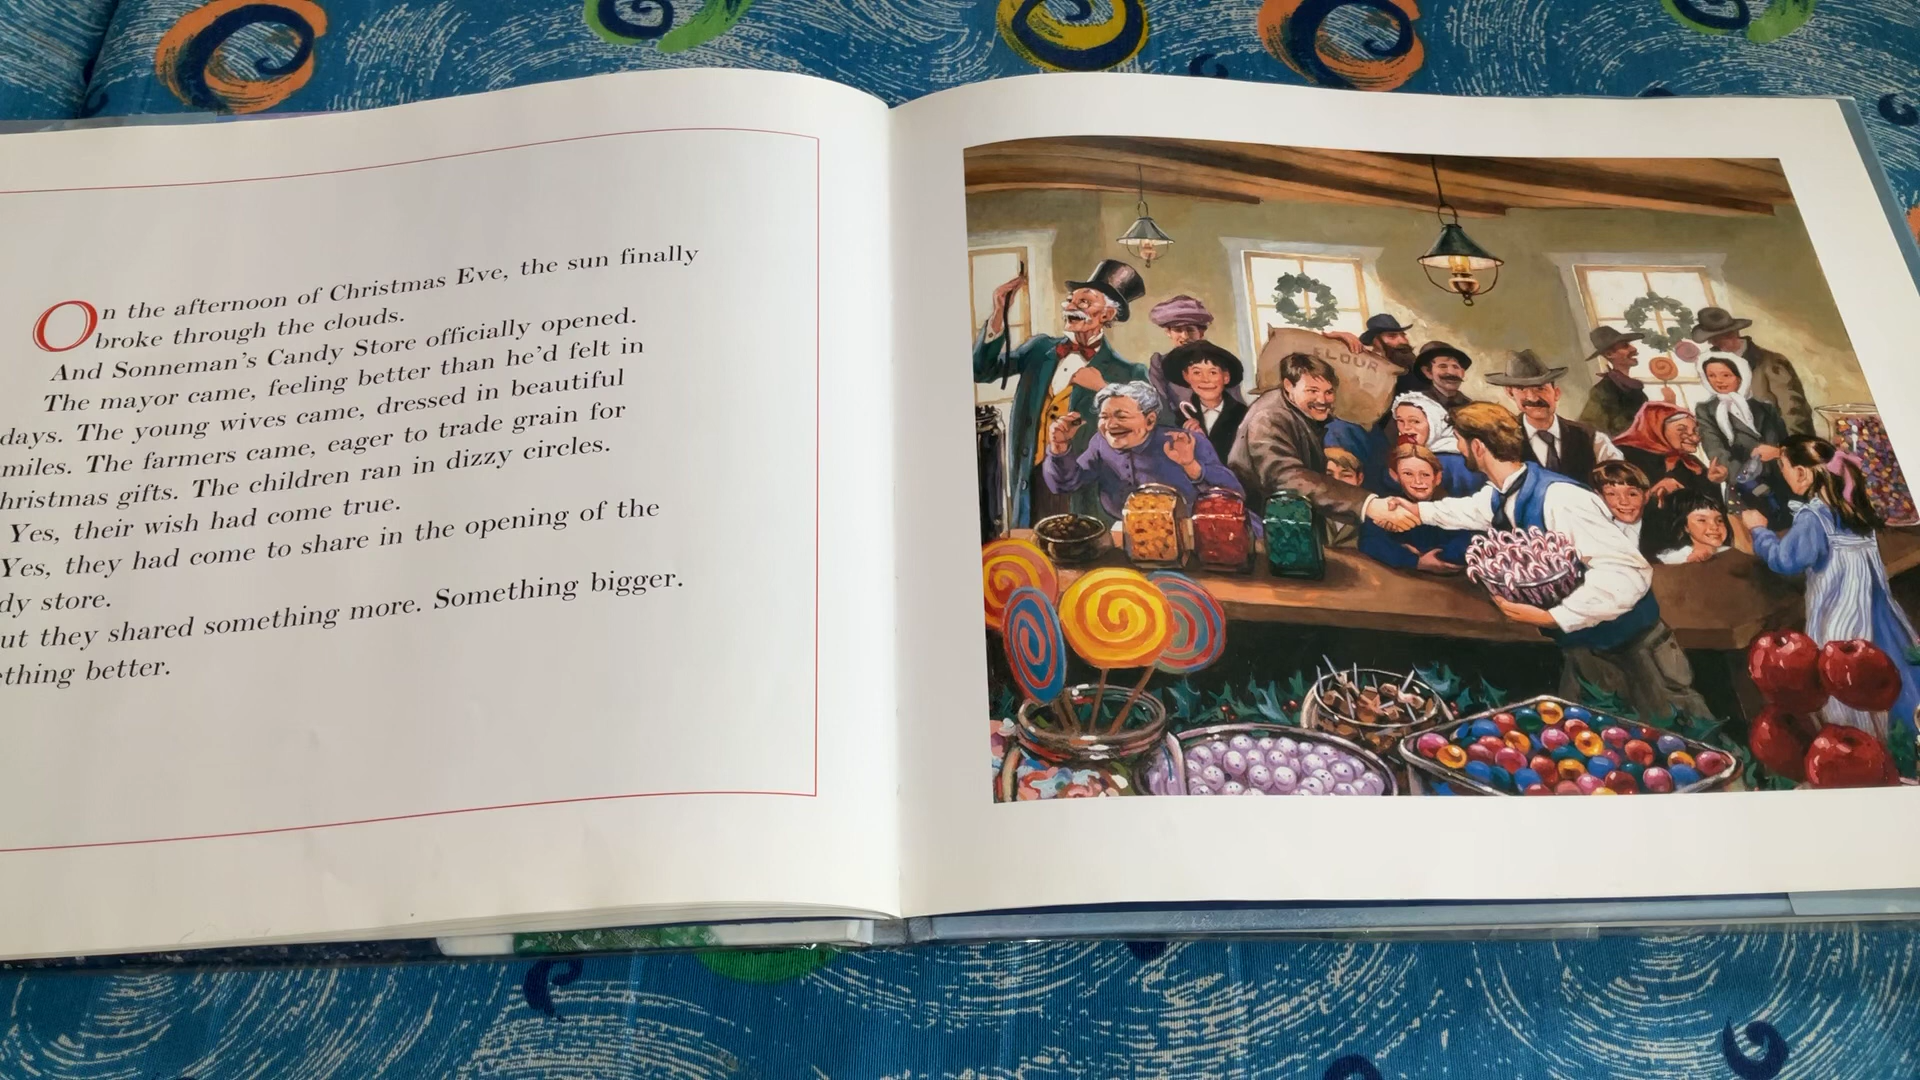 On the afternoon of Christmas Eve, the sun finally
broke through the clouds.
And Sonneman's Candy Store officially opened.
The mayor came, feeling better than he'd felt in
days. The young wives came, dressed in beautiful
miles. The farmers came, eager to trade grain for
hristmas gifts. The children ran in dizzy circles.
Yes, their wish had come true.
Yes, they had come to share in the opening of the
dy store.
ut they shared something more. Something bigger.
ething better.
FLOUR